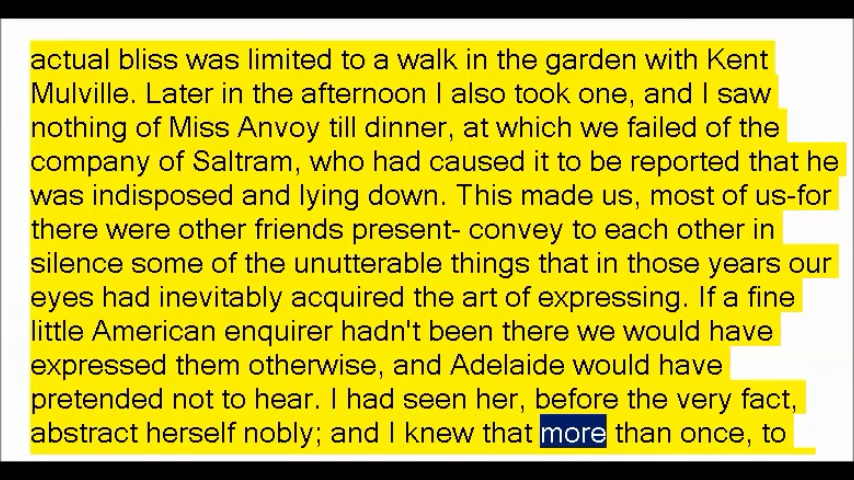 actual bliss was limited to a walk in the garden with Kent
Mulville. Later in the afternoon I also took one, and I saw
nothing of Miss Anvoy till dinner, at which we failed of the
company of Saltram, who had caused it to be reported that he
was indisposed and lying down. This made us, most of us-for
there were other friends present- convey to each other in
silence some of the unutterable things that in those years our
eyes had inevitably acquired the art of expressing. If a fine
little American enquirer hadn't been there we would have
expressed them otherwise, and Adelaide would have
pretended not to hear. I had seen her, before the very fact,
abstract herself nobly; and I knew that more than once, to